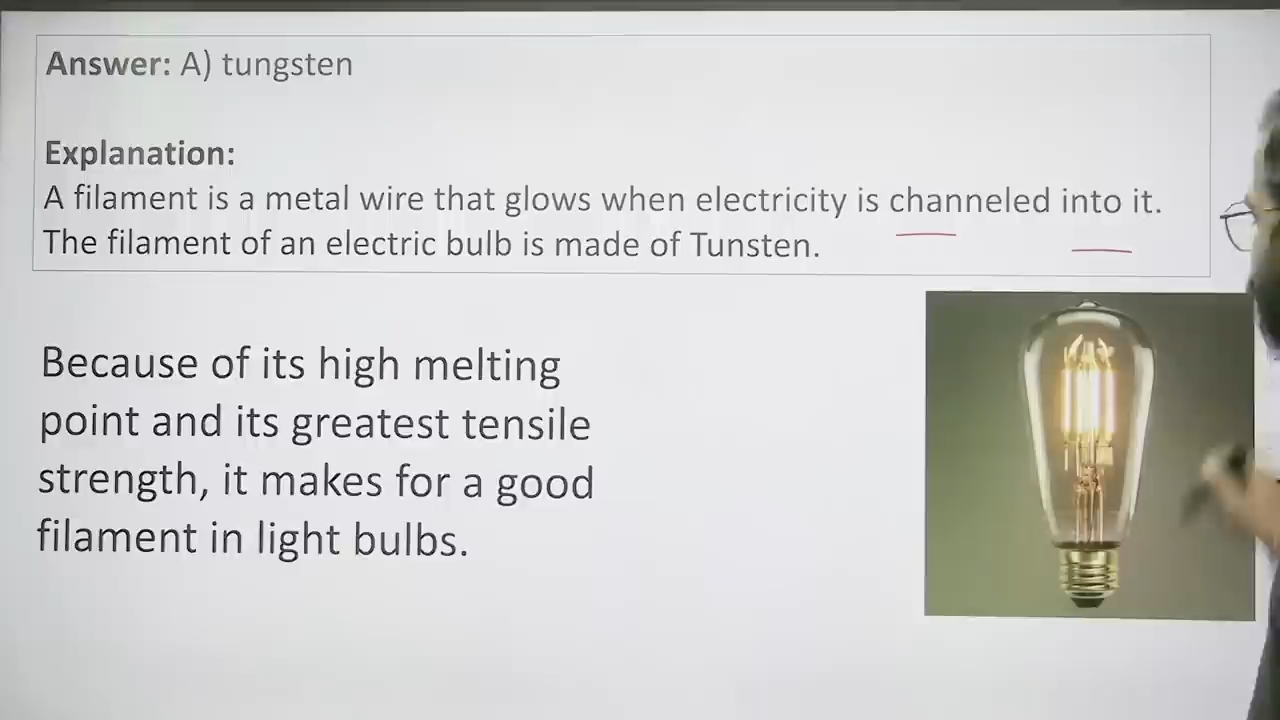 Answer: A) tungsten
Explanation:
A filament is a metal wire that glows when electricity is channeled into it.
The filament of an electric bulb is made of Tunsten.
Because of its high melting
point and its greatest tensile
strength, it makes for a good
filament in light bulbs.